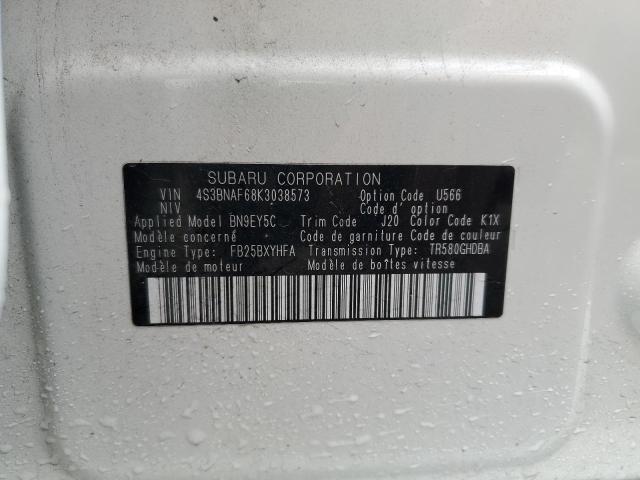 SUBARU CORPORATION
VIN 4S3BNAF68K3038573 Option Code U566
NIV Code d'option
Applied Model BN9EY5C Trim Code J20 Color Code K1X
Modèle concerné Code de garniture Code de couleur
Engine Type: FB25BXYHFA Transmission Type: TR580GHDBA
Modèle de moteur Modèle de boîtes vitesse